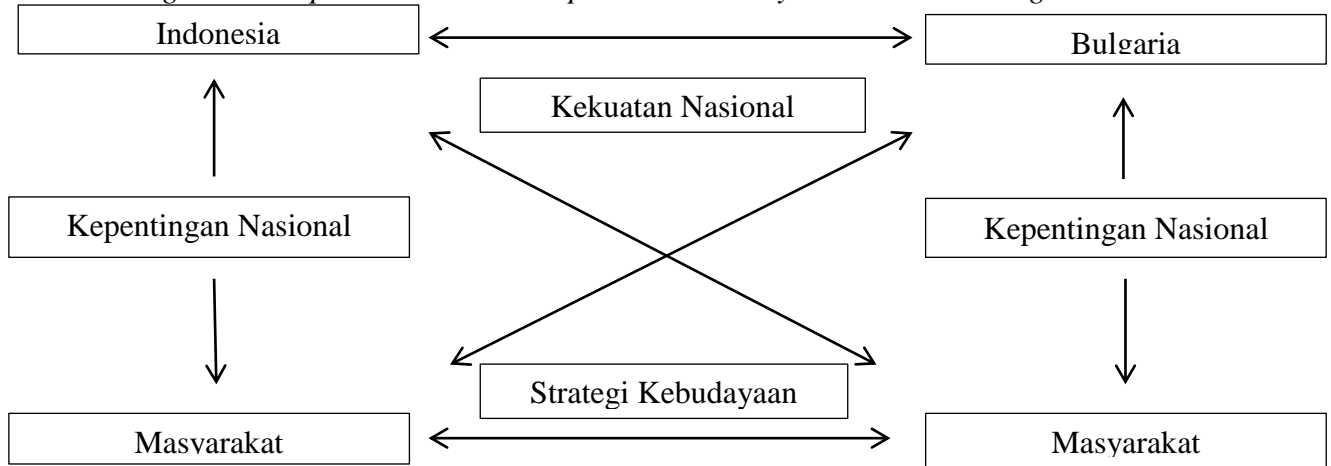 Indonesia
Bulgaria
Kekuatan Nasional
Kepentingan Nasional
Kepentingan Nasional
Strategi Kebudayaan
Masyarakat
Masyarakat